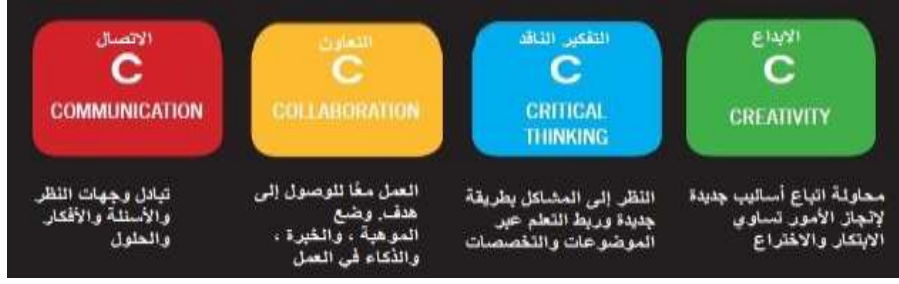 الاتصال
C
COMMUNICATION
تبادل وجهات النظر
والأسئلة والأفكار
والحلول
التعاون
C
COLLABORATION
العمل معًا للوصول إلى
هدف. وضع
الموهبة ، والخبرة ،
والذكاء في العمل
التفكير الناقد
C
CRITICAL
THINKING
النظر إلى المشاكل بطريقة
جديدة وربط التعلم عبر
الموضوعات والتخصصات
الابداع
C
CREATIVITY
محاولة اتباع أساليب جديدة
لإنجاز الأمور تساوي
الابتكار والاختراع